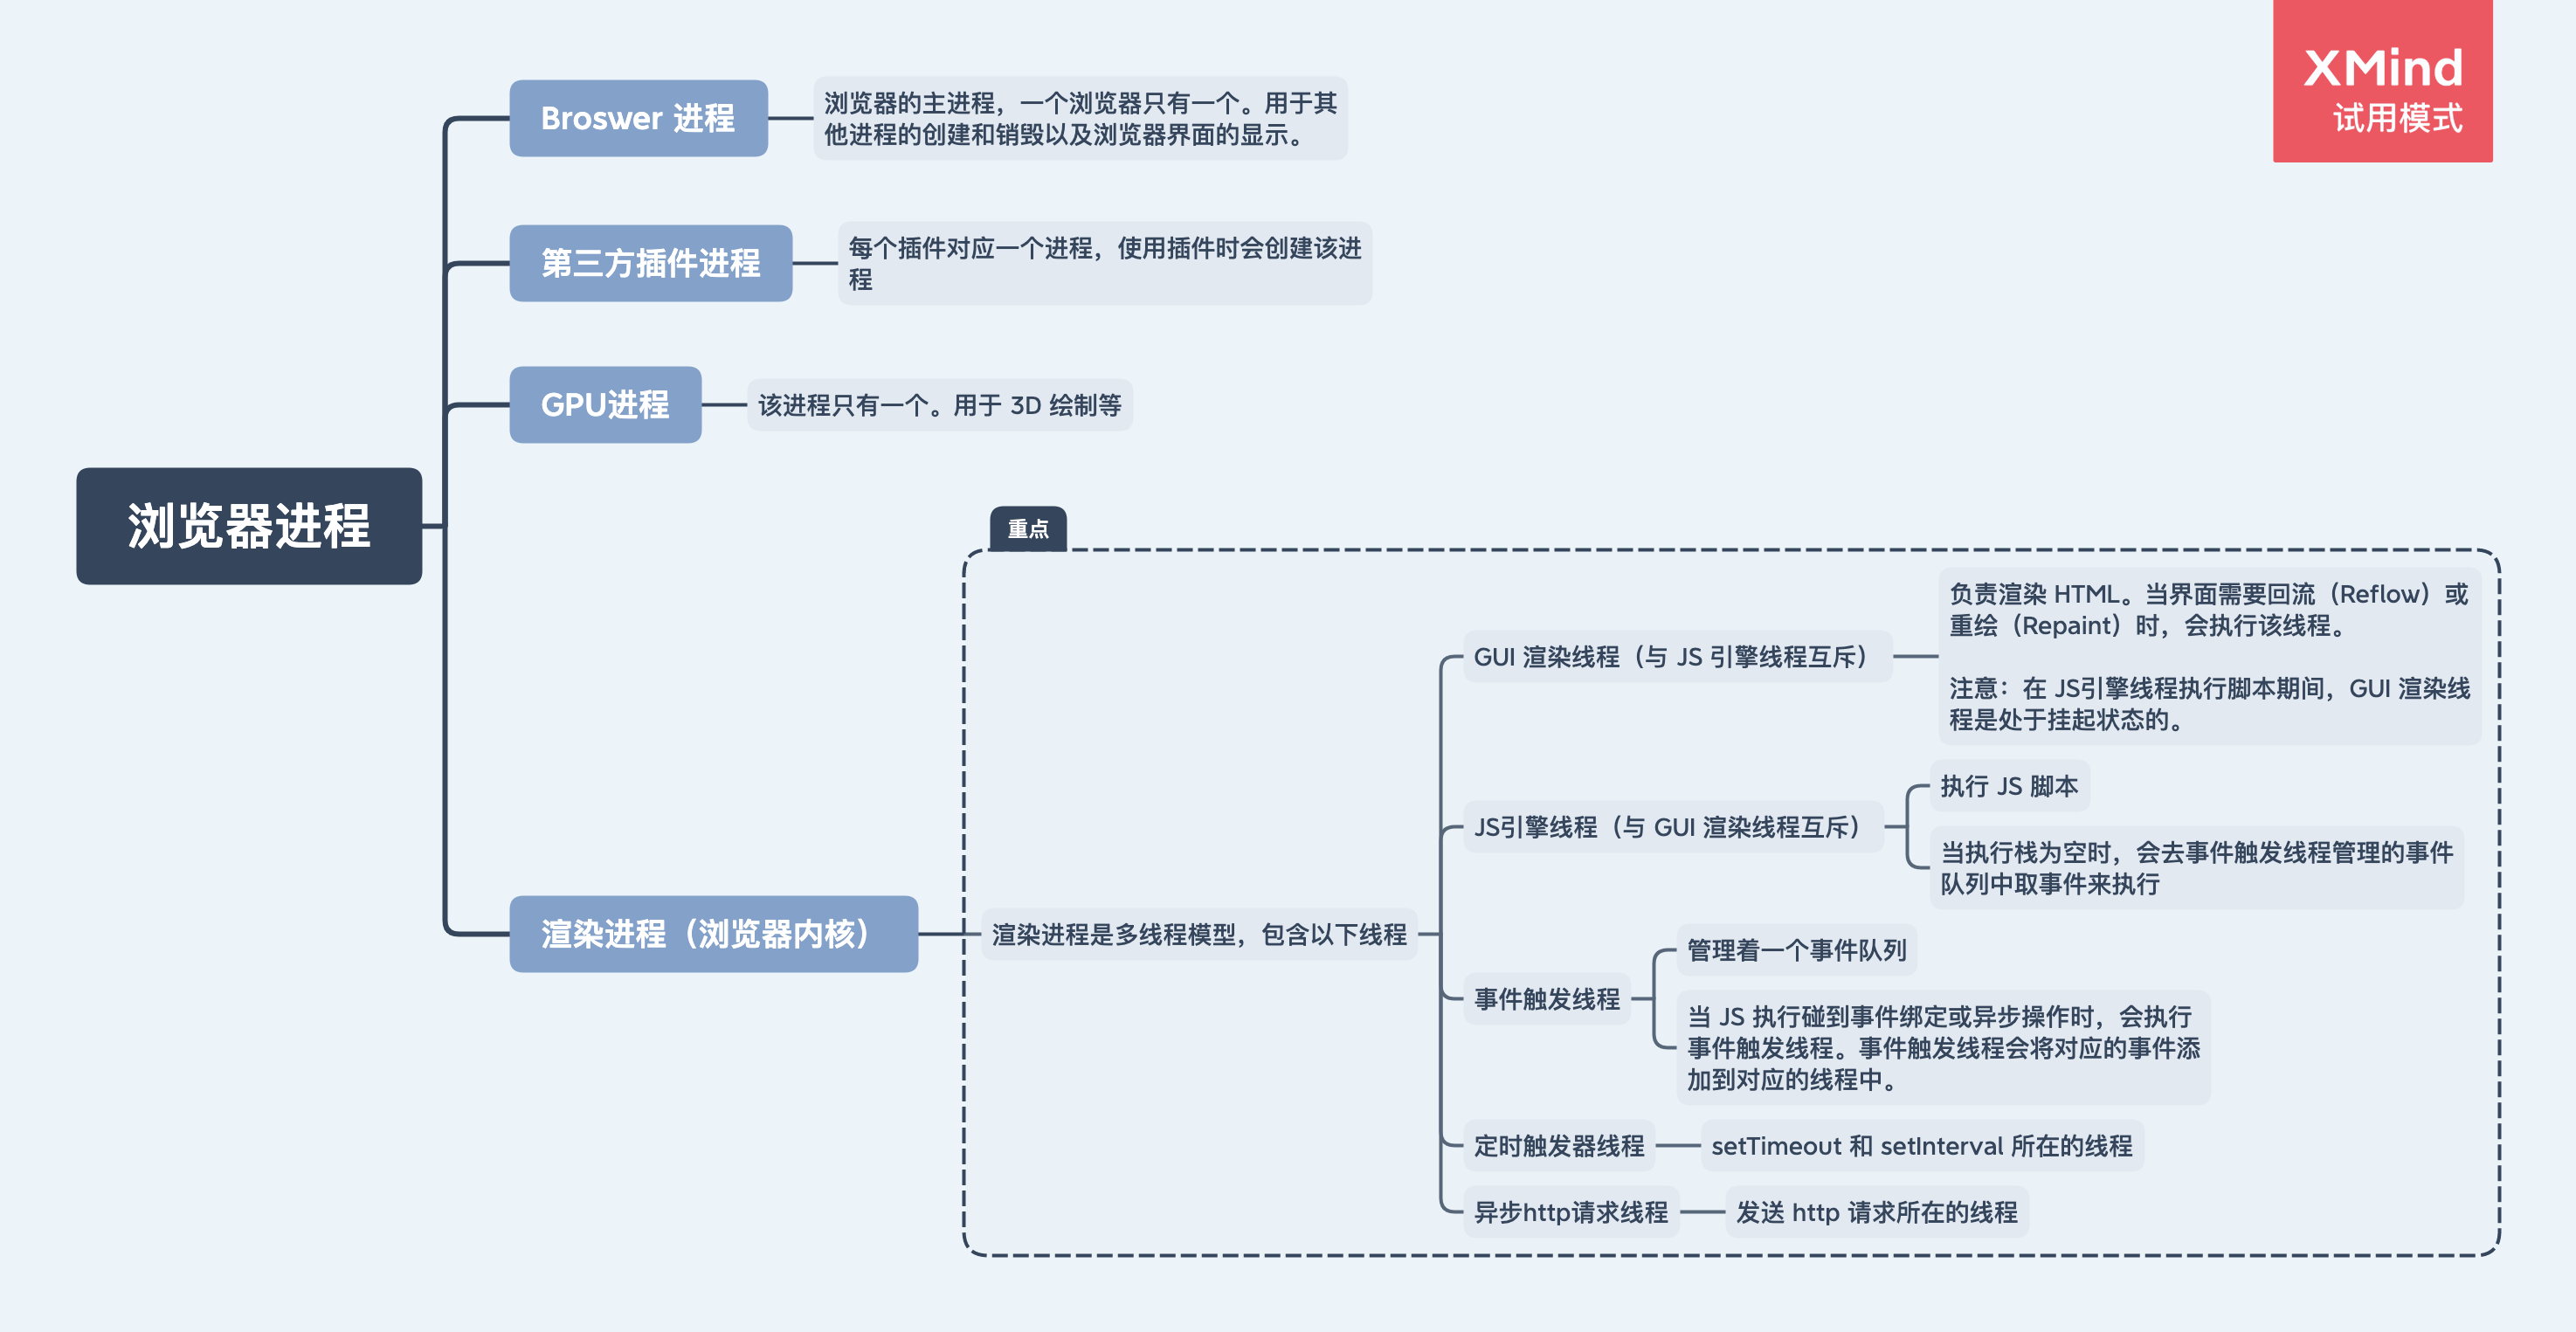 XMind
试用模式
Broswer 进程
浏览器的主进程，一个浏览器只有一个。用于其
他进程的创建和销毁以及浏览器界面的显示。
第三方插件进程
每个插件对应一个进程，使用插件时会创建该进
程
GPU进程
该进程只有一个。用于 3D 绘制等
浏览器进程
重点
渲染进程（浏览器内核）
渲染进程是多线程模型，包含以下线程
GUI 渲染线程（与 JS 引擎线程互斥）
负责渲染 HTML。当界面需要回流（Reflow）或
重绘（Repaint）时，会执行该线程。
注意：在 JS引擎线程执行脚本期间，GUI 渲染线
程是处于挂起状态的。
JS引擎线程（与 GUI 渲染线程互斥）
执行 JS 脚本
当执行栈为空时，会去事件触发线程管理的事件
队列中取事件来执行
事件触发线程
管理着一个事件队列
当 JS 执行碰到事件绑定或异步操作时，会执行
事件触发线程。事件触发线程会将对应的事件添
加到对应的线程中。
定时触发器线程
setTimeout 和 setInterval 所在的线程
异步http请求线程
发送 http 请求所在的线程